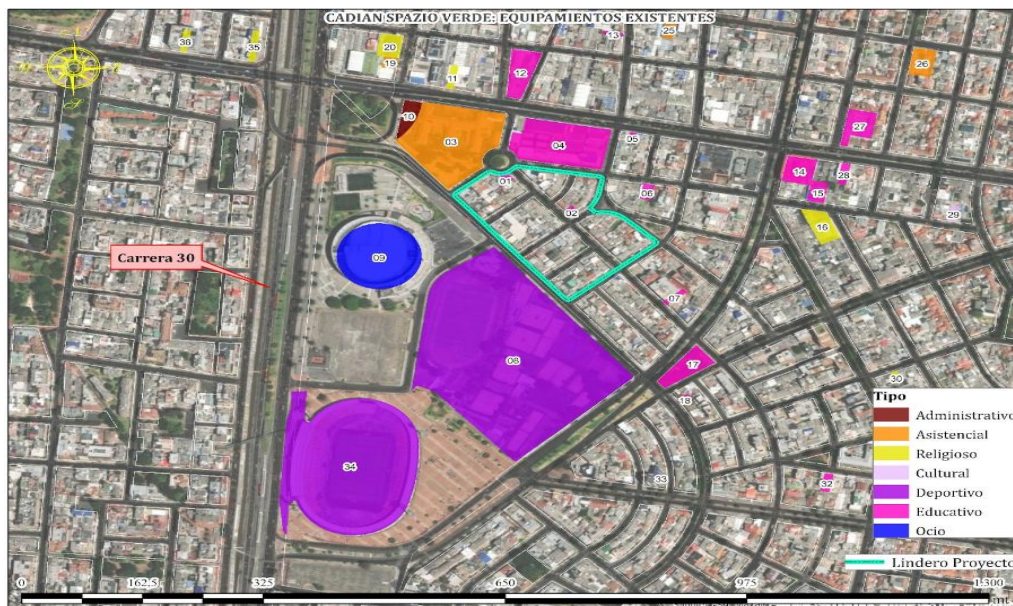 CADIAN SPAZIO VERDE: EQUIPAMIENTOS EXISTENTES
36
35
20
19
11
12
13
25
26
10
03
04
05
27
14
28
15
01
02
06
29
16
Carrera 30
09
07
08
17
18
30
34
33
32
Tipo
Administrativo
Asistencial
Religioso
Cultural
Deportivo
Educativo
Ocio
Lindero Proyecto
0 162,5 325 650 975 1.300